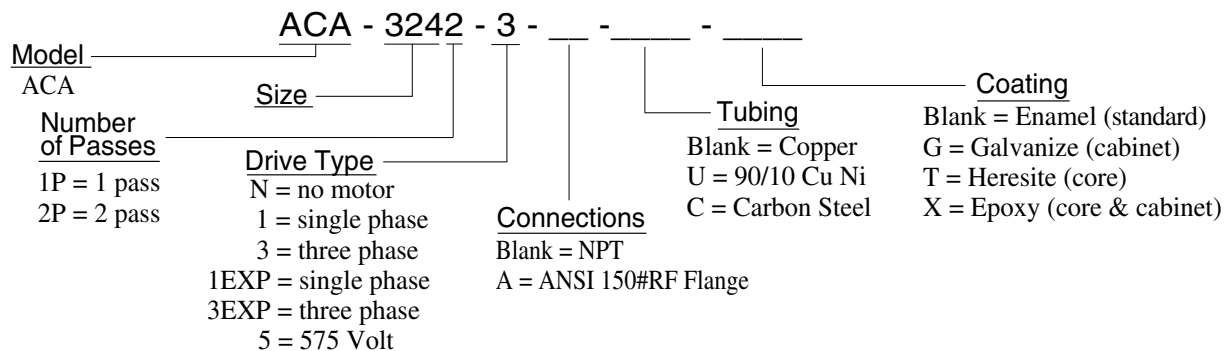 ACA - 3242 - 3 - __ -____ - ____
Model
ACA
Size
Number
of Passes
1P = 1 pass
2P = 2 pass
Drive Type
N = no motor
1 = single phase
3 = three phase
1EXP = single phase
3EXP = three phase
5 = 575 Volt
Connections
Blank = NPT
A = ANSI 150#RF Flange
Tubing
Blank = Copper
U = 90/10 Cu Ni
C = Carbon Steel
Coating
Blank = Enamel (standard)
G = Galvanize (cabinet)
T = Heresite (core)
X = Epoxy (core & cabinet)